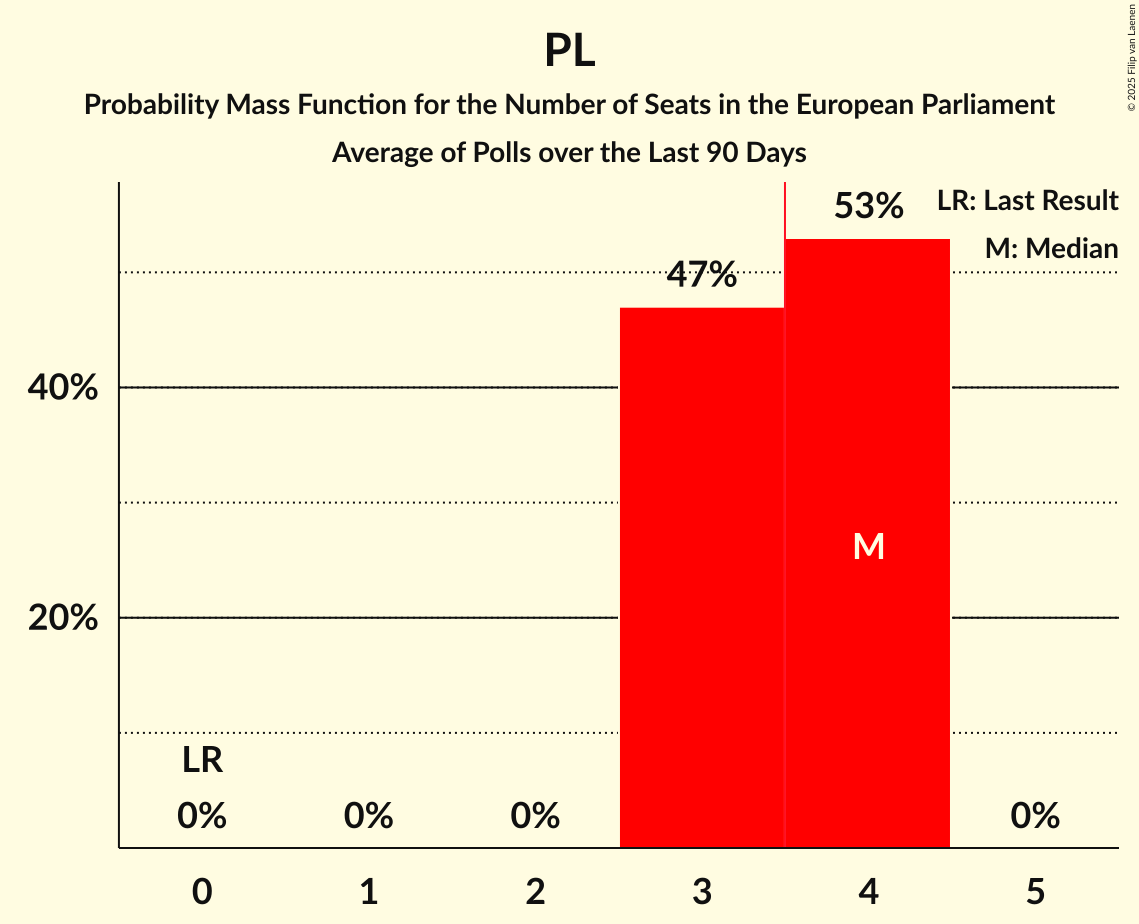 PL
Probability Mass Function for the Number of Seats in the European Parliament
Average of Polls over the Last 90 Days
© 2025 Filip van Laenen
LR: Last Result
M: Median
53%
47%
40%
M
20%
LR
0% 0% 0% 0%
0 1 2 3 4 5